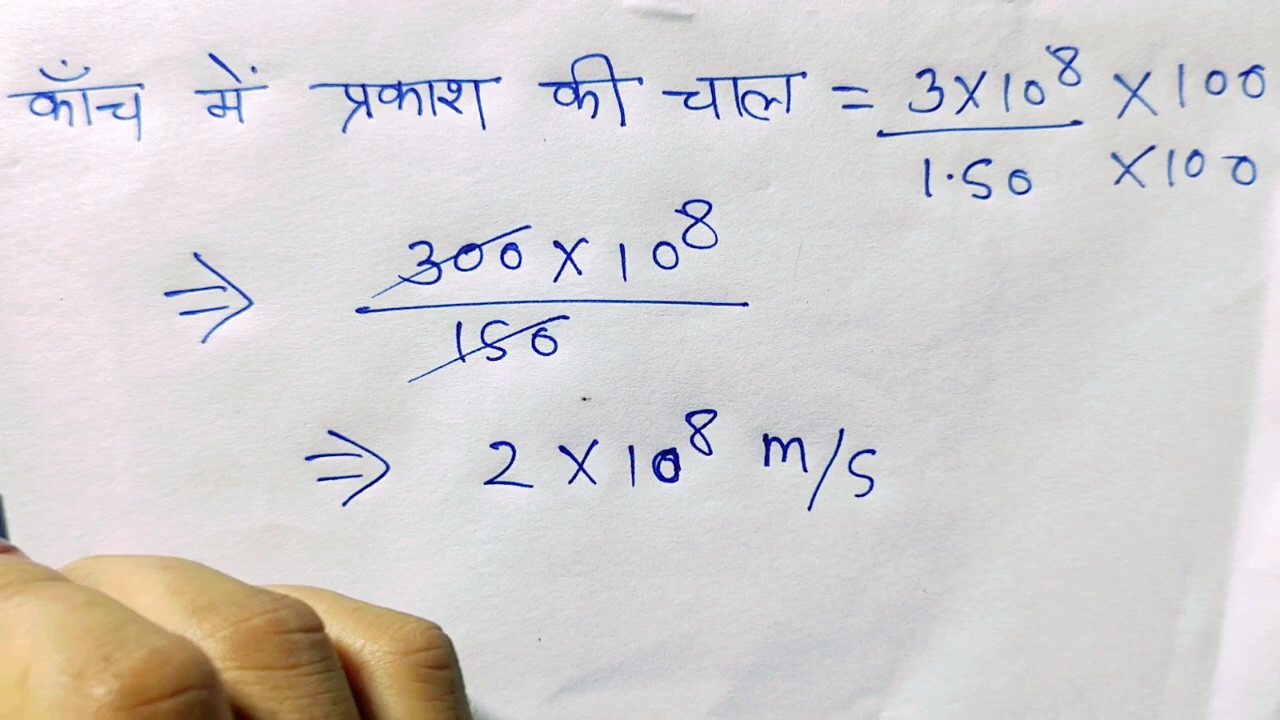 काँच में प्रकाश की चाल = 3×10⁸ ×100
1.50 ×100
⇒ 300×10⁸
150
⇒ 2×10⁸ m/s